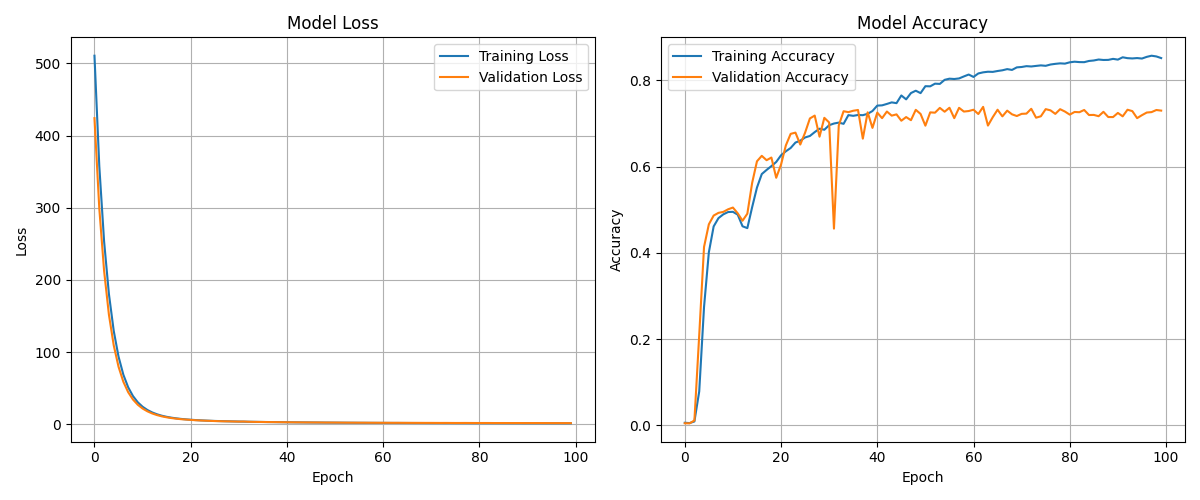 Model Loss
Training Loss
Validation Loss
500
400
300
200
100
0
Loss
0 20 40 60 80 100
Epoch
Model Accuracy
Training Accuracy
Validation Accuracy
0.8
0.6
0.4
0.2
0.0
Accuracy
0 20 40 60 80 100
Epoch